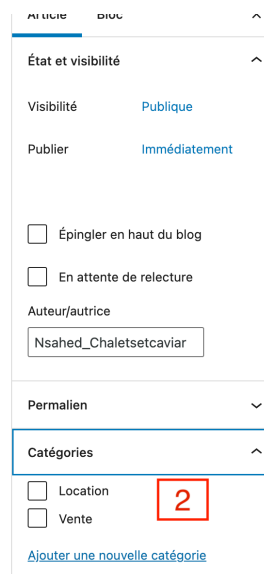 Article Bloc
État et visibilité
Visibilité Publique
Publier Immédiatement
Épingler en haut du blog
En attente de relecture
Auteur/autrice
Nsahed_Chaletsetcaviar
Permalien
Catégories
Location
2
Vente
Ajouter une nouvelle catégorie